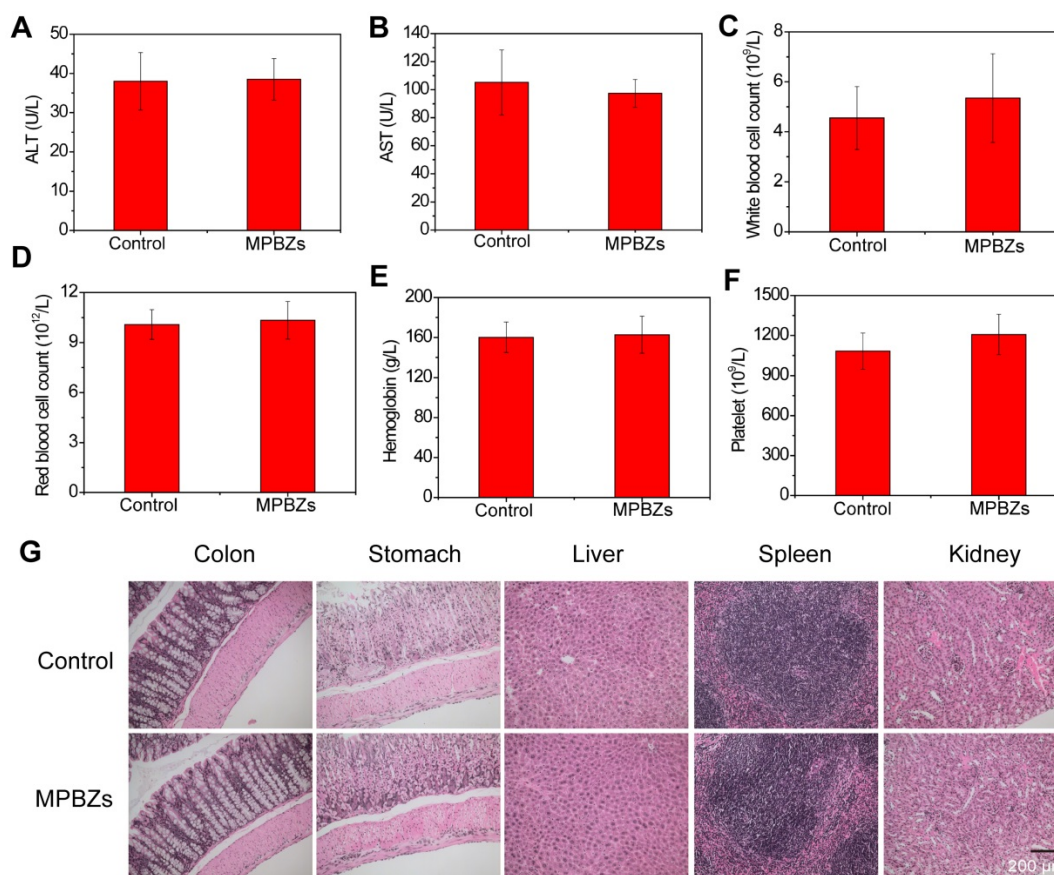 A
ALT (U/L)
50
40
30
20
10
0
Control
MPBZs
B
AST (U/L)
140
120
100
80
60
40
20
0
Control
MPBZs
C
White blood cell count (10⁹/L)
8
6
4
2
0
Control
MPBZs
D
Red blood cell count (10¹²/L)
12
9
6
3
0
Control
MPBZs
E
Hemoglobin (g/L)
200
160
120
80
40
0
Control
MPBZs
F
Platelet (10⁹/L)
1500
1200
900
600
300
0
Control
MPBZs
G
Colon Stomach Liver Spleen Kidney
Control
MPBZs
200